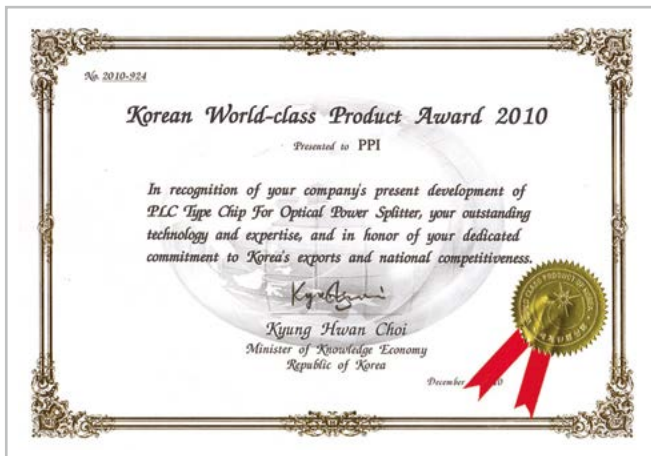 No. 2010-924
Korean World-class Product Award 2010
Presented to PPI
In recognition of your company's present development of
PLC Type Chip For Optical Power Splitter, your outstanding
technology and expertise, and in honor of your dedicated
commitment to Korea's exports and national competitiveness.
Kyung Hwan Choi
Minister of Knowledge Economy
Republic of Korea
December